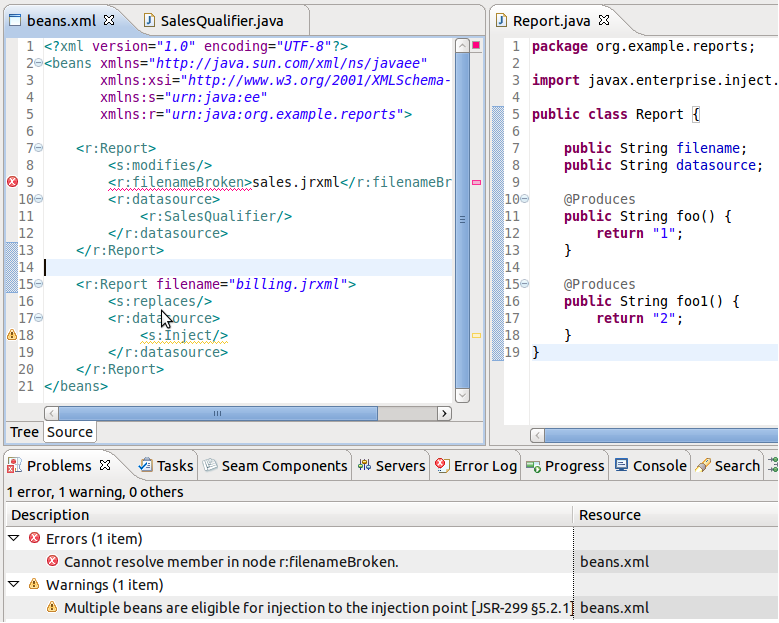 beans.xml
SalesQualifier.java
1 <?xml version="1.0" encoding="UTF-8"?>
2 <beans xmlns="http://java.sun.com/xml/ns/javaee"
3 xmlns:xsi="http://www.w3.org/2001/XMLSchema-
4 xmlns:s="urn:java:ee"
5 xmlns:r="urn:java:org.example.reports">
6
7 <r:Report>
8 <s:modifies/>
9 <r:filenameBroken>sales.jrxml</r:filenameBr
10 <r:datasource>
11 <r:SalesQualifier/>
12 </r:datasource>
13 </r:Report>
14
15 <r:Report filename="billing.jrxml">
16 <s:replaces/>
17 <r:datasource>
18 <s:Inject/>
19 </r:datasource>
20 </r:Report>
21 </beans>
Tree Source
Report.java
1 package org.example.reports;
2
3 import javax.enterprise.inject.
4
5 public class Report {
6
7 public String filename;
8 public String datasource;
9
10 @Produces
11 public String foo() {
12 return "1";
13 }
14
15 @Produces
16 public String foo1() {
17 return "2";
18 }
19 }
Problems Tasks Seam Components Servers Error Log Progress Console Search
1 error, 1 warning, 0 others
Description Resource
Errors (1 item)
Cannot resolve member in node r:filenameBroken. beans.xml
Warnings (1 item)
Multiple beans are eligible for injection to the injection point [JSR-299 §5.2.1] beans.xml